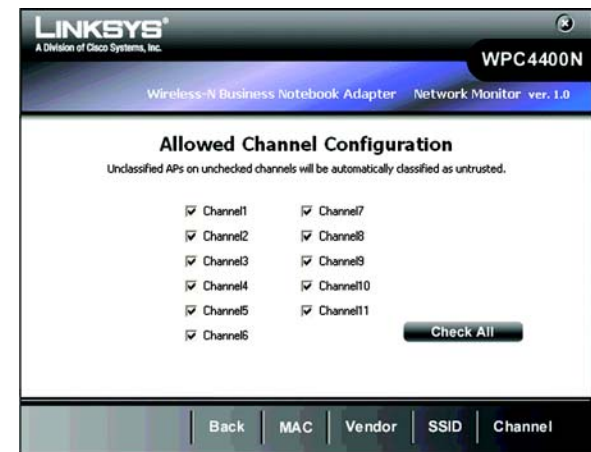 LINKSYS®
A Division of Cisco Systems, Inc.
WPC4400N
Wireless-N Business Notebook Adapter Network Monitor ver. 1.0
Allowed Channel Configuration
Unclassified APs on unchecked channels will be automatically classified as untrusted.
Channel1 Channel7
Channel2 Channel8
Channel3 Channel9
Channel4 Channel10
Channel5 Channel11
Channel6
Check All
Back MAC Vendor SSID Channel